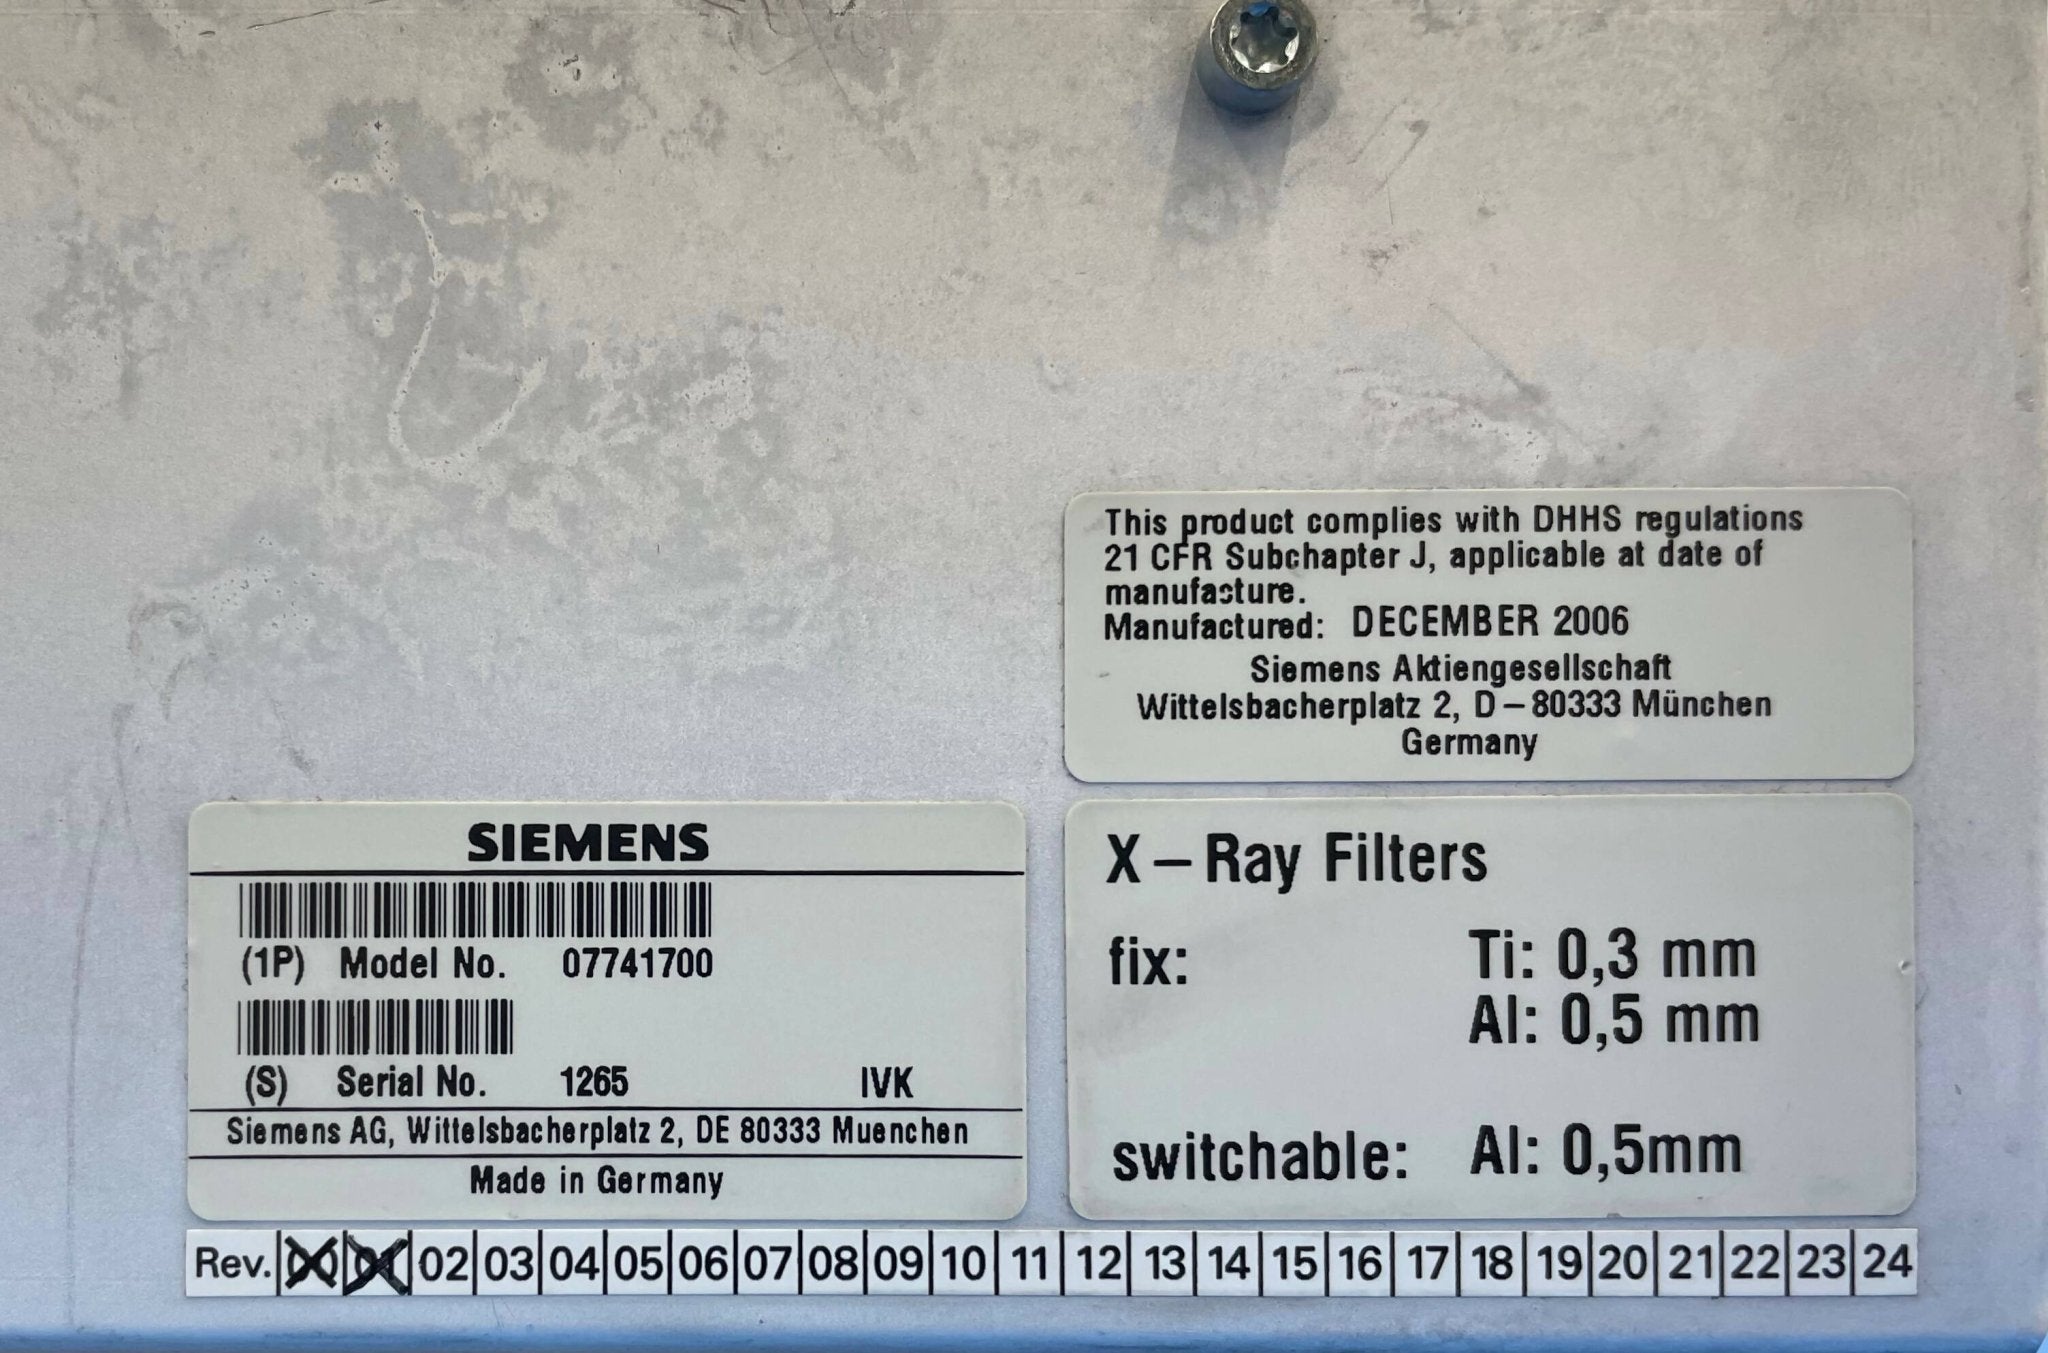 This product complies with DHHS regulations
21 CFR Subchapter J, applicable at date of
manufacture.
Manufactured: DECEMBER 2006
Siemens Aktiengesellschaft
Wittelsbacherplatz 2, D – 80333 München
Germany
SIEMENS
(1P) Model No. 07741700
(S) Serial No. 1265 IVK
Siemens AG, Wittelsbacherplatz 2, DE 80333 Muenchen
Made in Germany
X – Ray Filters
fix: Ti: 0,3 mm
Al: 0,5 mm
switchable: Al: 0,5mm
Rev. 00 01 02 03 04 05 06 07 08 09 10 11 12 13 14 15 16 17 18 19 20 21 22 23 24